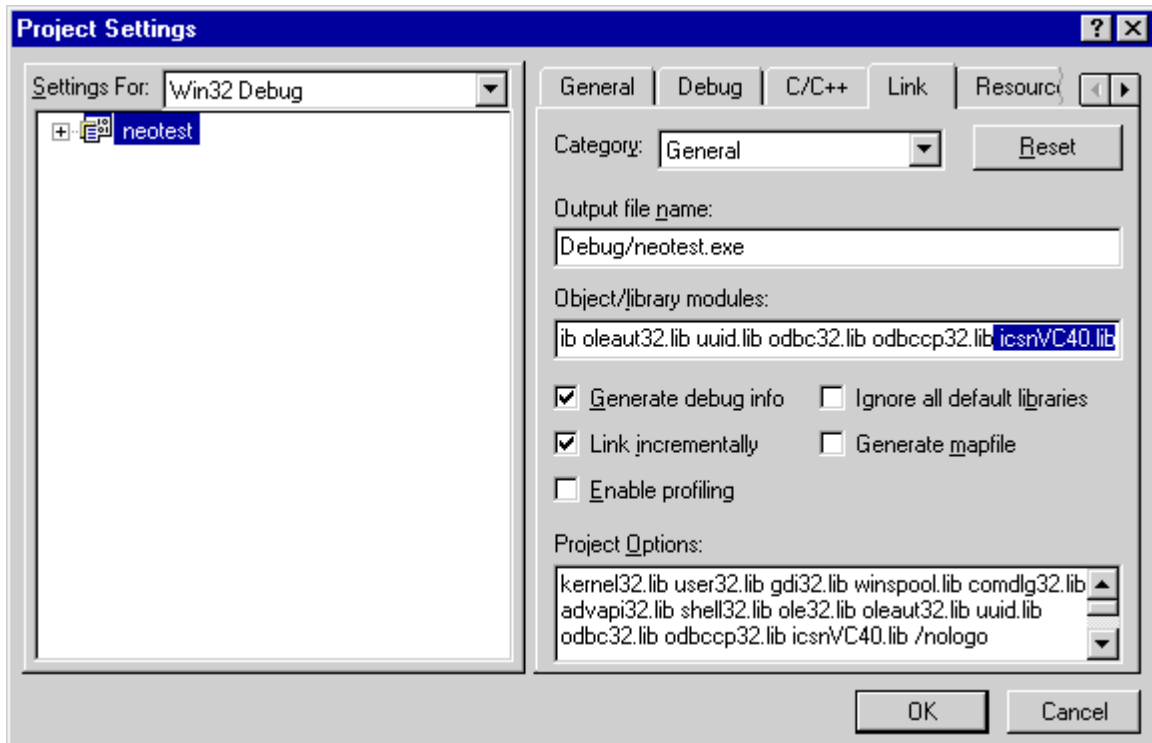 Project Settings
Settings For: Win32 Debug
neotest
General Debug C/C++ Link Resourc
Category: General Reset
Output file name:
Debug/neotest.exe
Object/library modules:
ib oleaut32.lib uuid.lib odbc32.lib odbccp32.lib icsnVC40.lib
Generate debug info Ignore all default libraries
Link incrementally Generate mapfile
Enable profiling
Project Options:
kernel32.lib user32.lib gdi32.lib winspool.lib comdlg32.lib
advapi32.lib shell32.lib ole32.lib oleaut32.lib uuid.lib
odbc32.lib odbccp32.lib icsnVC40.lib /nologo
OK Cancel